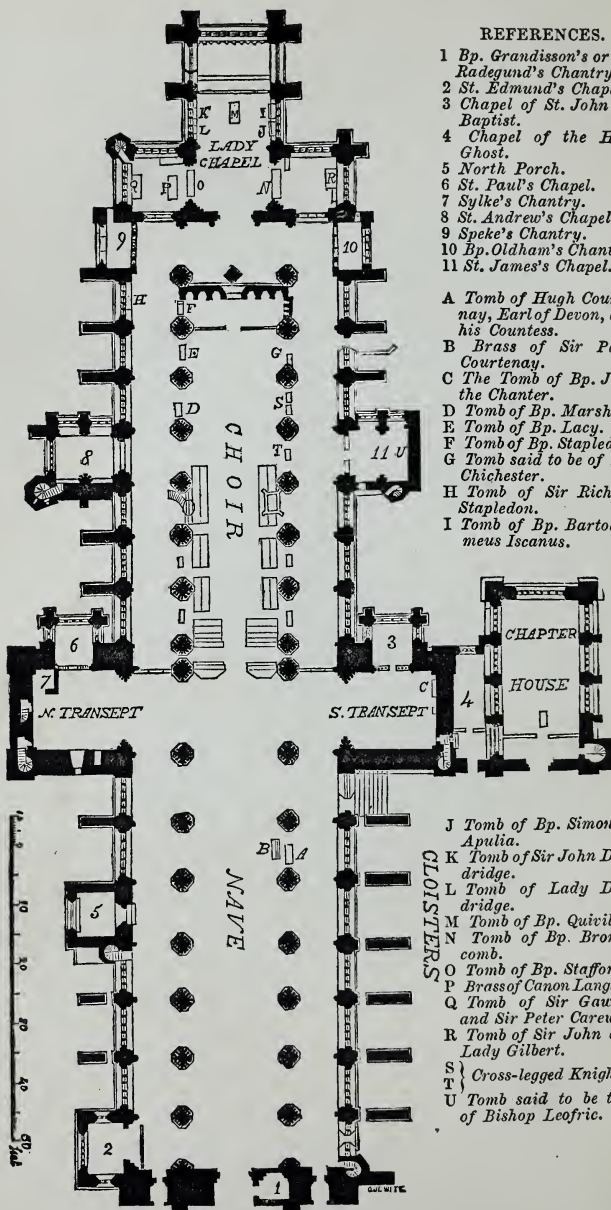 REFERENCES.
1 Bp. Grandisson's or
Radegund's Chantry
2 St. Edmund's Chap
3 Chapel of St. John
Baptist.
4 Chapel of the H
Ghost.
5 North Porch.
6 St. Paul's Chapel.
7 Sylke's Chantry.
8 St. Andrew's Chapel
9 Speke's Chantry.
10 Bp. Oldham's Chant
11 St. James's Chapel.
A Tomb of Hugh Cour
nay, Earl of Devon,
his Countess.
B Brass of Sir P
Courtenay.
C The Tomb of Bp. J
the Chanter.
D Tomb of Bp. Marsh
E Tomb of Bp. Lacy.
F Tomb of Bp. Stapled
G Tomb said to be of
Chichester.
H Tomb of Sir Rich
Stapledon.
I Tomb of Bp. Barto
meus Iscanus.
J Tomb of Bp. Simon
Apulia.
K Tomb of Sir John D
dridge.
L Tomb of Lady D
dridge.
M Tomb of Bp. Quivil
N Tomb of Bp. Bron
comb.
O Tomb of Bp. Staffor
P Brass of Canon Lang
Q Tomb of Sir Gaw
and Sir Peter Carew
R Tomb of Sir John
Lady Gilbert.
S
T } Cross-legged Knigh
U Tomb said to be t
of Bishop Leofric.
K M I
L J
LADY
CHAPEL
Q P O N R
9 10
H
F
E G
D S
T
CHOIR
8 11 U
6 3
7 C 4
N. TRANSEPT S. TRANSEPT
CHAPTER
HOUSE
B A
NAVE
CLOISTERS
5
2 1
10
20
30
40
50
feet